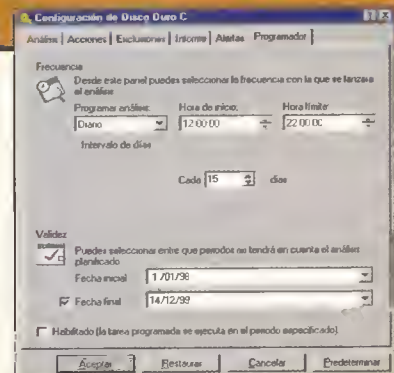 Configuración de Disco Duro C
Análisis | Acciones | Exclusiones | Informe | Alertas | Programador
Frecuencia
Desde este panel puedes seleccionar la frecuencia con la que se lanzara
el análisis
Programar análisis: Hora de inicio: Hora límite:
Diario 12:00:00 22:00:00
Intervalo de días
Cada 15 días
Validez
Puedes seleccionar entre que periodos se tendrá en cuenta el análisis
planificado
Fecha inicial 1/01/98
Fecha final 14/12/99
Habilitado (la tarea programada se ejecuta en el periodo especificado)
Aceptar Restaurar Cancelar Predeterminar